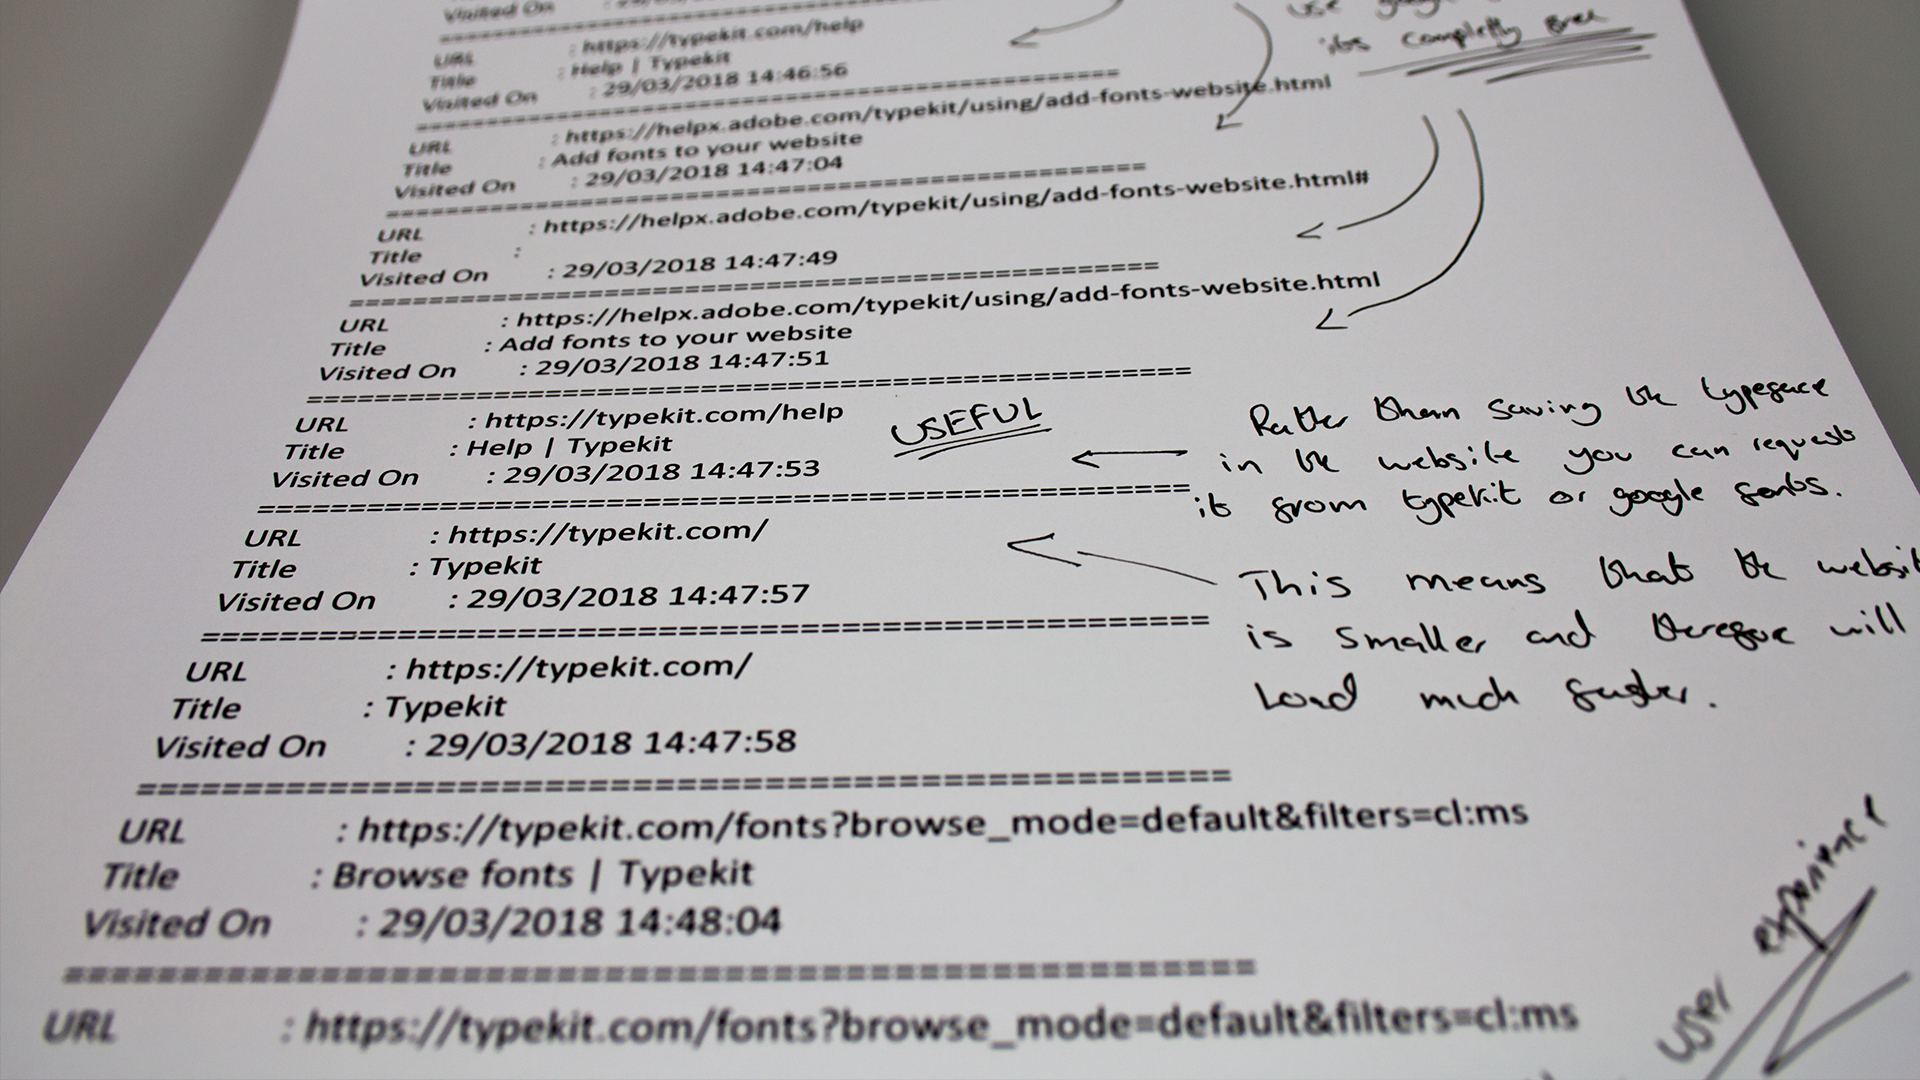 Visited On
URL : https://typekit.com/help
Title : Help | Typekit
Visited On : 29/03/2018 14:46:56
================================================
URL : https://helpx.adobe.com/typekit/using/add-fonts-website.html
Title : Add fonts to your website
Visited On : 29/03/2018 14:47:04
================================================
URL : https://helpx.adobe.com/typekit/using/add-fonts-website.html#
Title :
Visited On : 29/03/2018 14:47:49
================================================
URL : https://helpx.adobe.com/typekit/using/add-fonts-website.html
Title : Add fonts to your website
Visited On : 29/03/2018 14:47:51
================================================
URL : https://typekit.com/help
Title : Help | Typekit
Visited On : 29/03/2018 14:47:53
================================================
URL : https://typekit.com/
Title : Typekit
Visited On : 29/03/2018 14:47:57
================================================
URL : https://typekit.com/
Title : Typekit
Visited On : 29/03/2018 14:47:58
================================================
URL : https://typekit.com/fonts?browse_mode=default&filters=cl:ms
Title : Browse fonts | Typekit
Visited On : 29/03/2018 14:48:04
================================================
URL : https://typekit.com/fonts?browse_mode=default&filters=cl:ms
use google
its completly free
USEFUL
Rather than saving the typeface
in the website you can request
it from typekit or google fonts.
This means that the websit
is smaller and therefore will
load much faster.
user experience